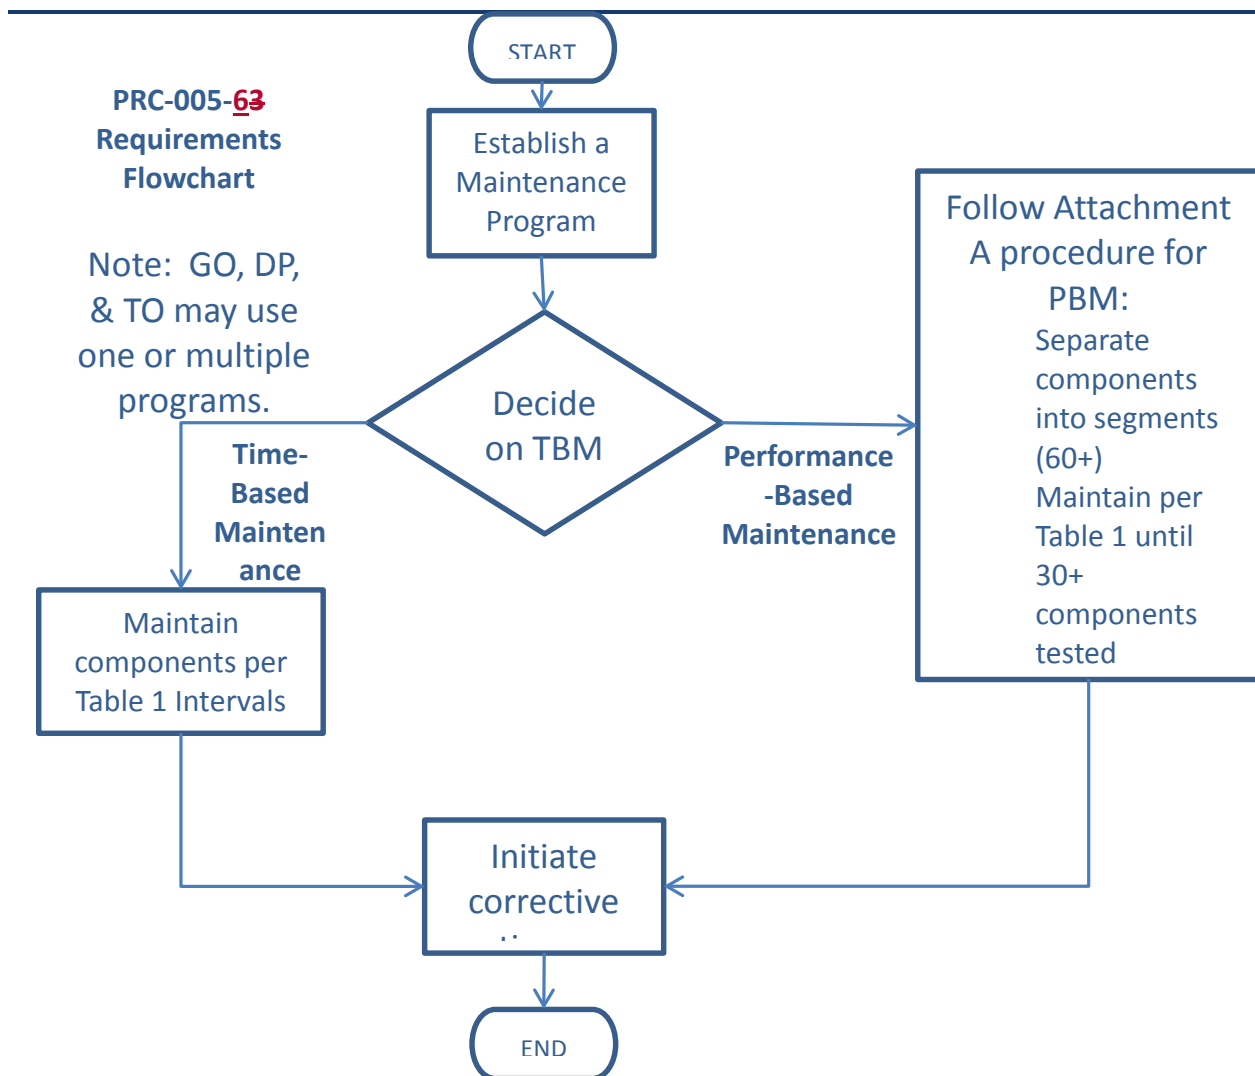 START
PRC-005-63
Requirements
Flowchart
Note: GO, DP,
& TO may use
one or multiple
programs.
Establish a
Maintenance
Program
Decide
on TBM
Time-
Based
Mainten
ance
Performance
-Based
Maintenance
Follow Attachment
A procedure for
PBM:
Separate
components
into segments
(60+)
Maintain per
Table 1 until
30+
components
tested
Maintain
components per
Table 1 Intervals
Initiate
corrective
END